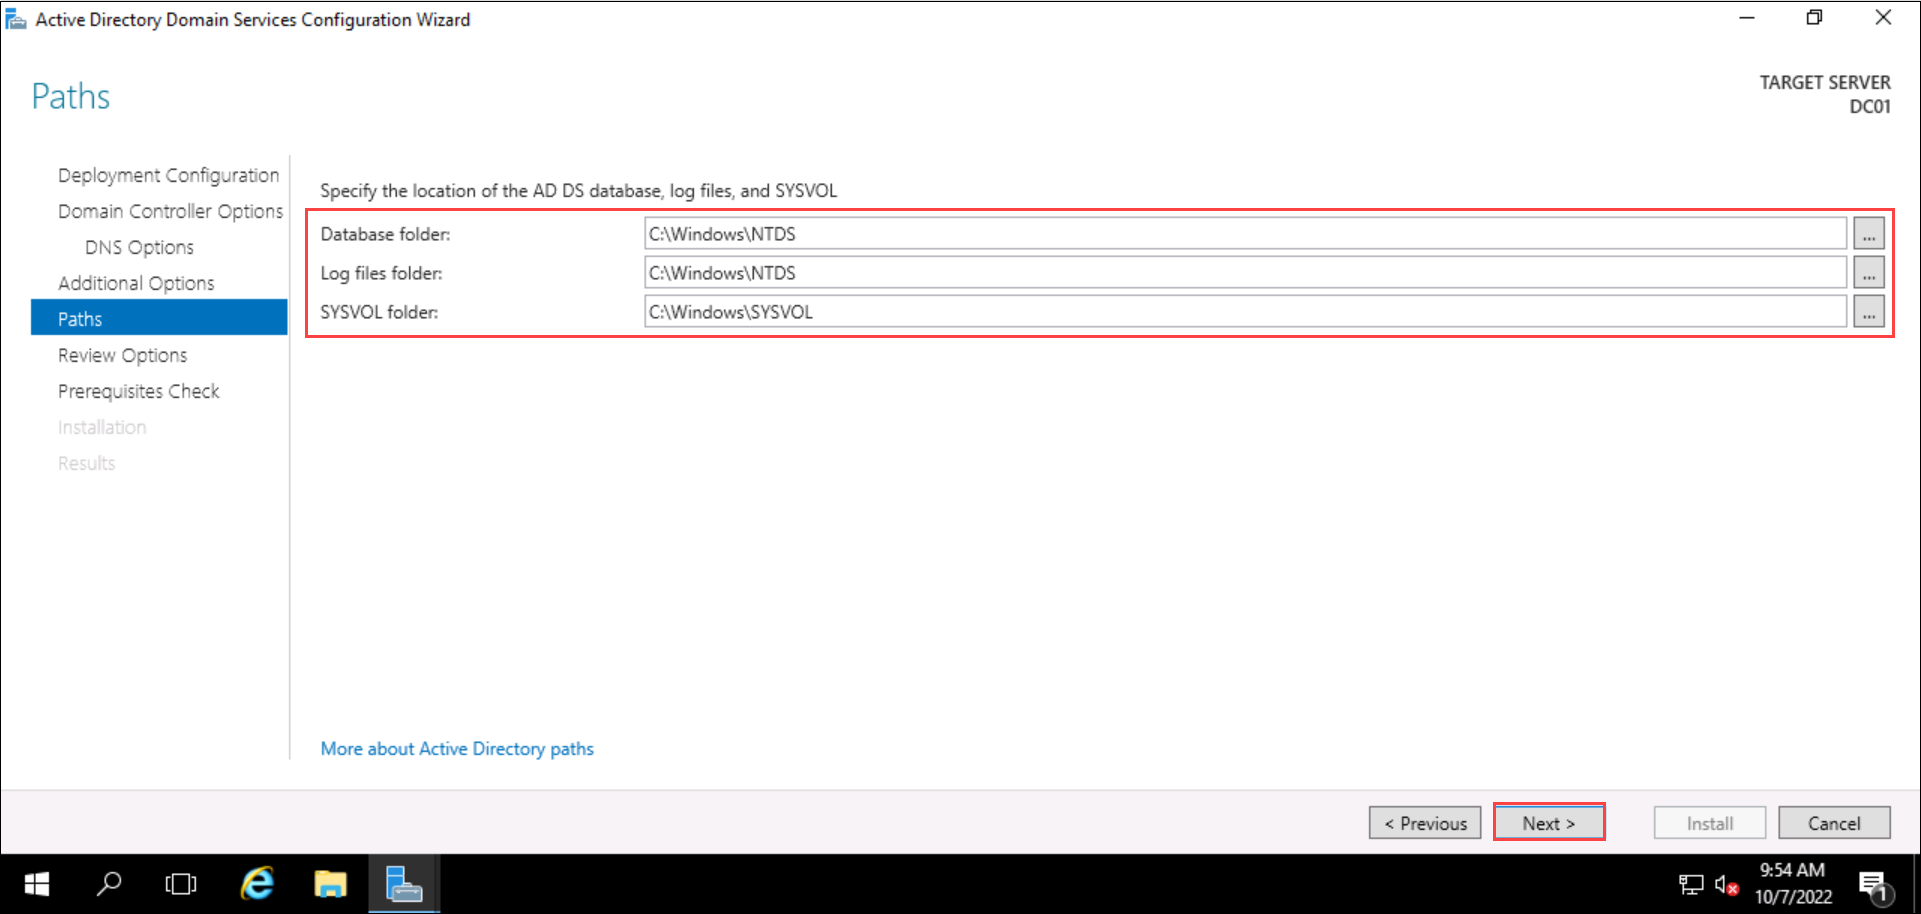 Active Directory Domain Services Configuration Wizard
Paths
TARGET SERVER
DC01
Deployment Configuration
Domain Controller Options
DNS Options
Additional Options
Paths
Review Options
Prerequisites Check
Installation
Results
Specify the location of the AD DS database, log files, and SYSVOL
Database folder: C:\Windows\NTDS ...
Log files folder: C:\Windows\NTDS ...
SYSVOL folder: C:\Windows\SYSVOL ...
More about Active Directory paths
< Previous Next > Install Cancel
9:54 AM
10/7/2022
1